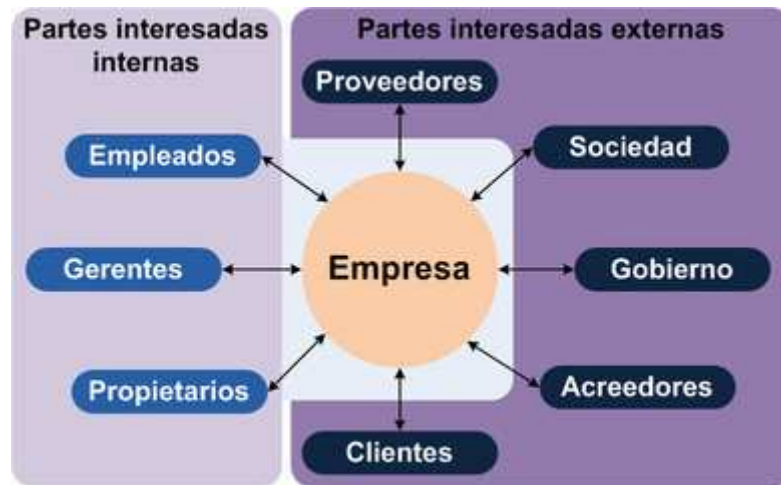 Partes interesadas
internas
Partes interesadas externas
Proveedores
Empleados
Sociedad
Gerentes
Empresa
Gobierno
Propietarios
Acreedores
Clientes